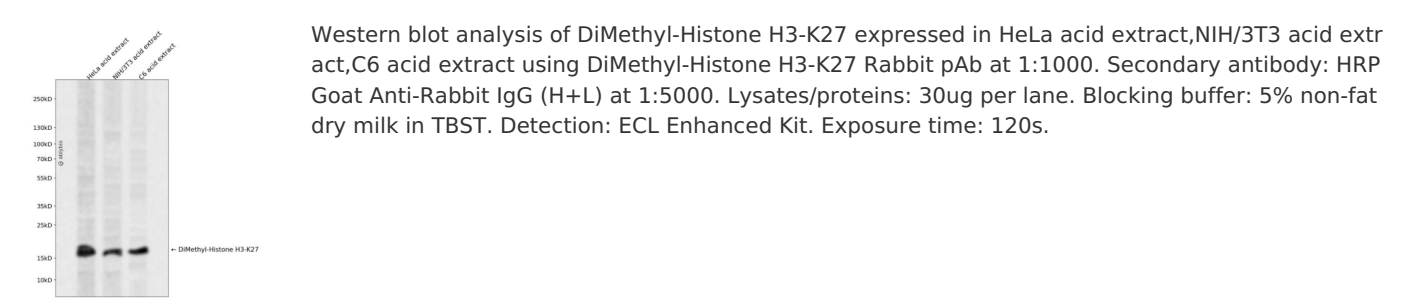 HeLa acid extract
NIH/3T3 acid extract
C6 acid extract
250kD
130kD
100kD
70kD
55kD
35kD
25kD
15kD
10kD
← DiMethyl-Histone H3-K27
Western blot analysis of DiMethyl-Histone H3-K27 expressed in HeLa acid extract,NIH/3T3 acid extr
act,C6 acid extract using DiMethyl-Histone H3-K27 Rabbit pAb at 1:1000. Secondary antibody: HRP
Goat Anti-Rabbit IgG (H+L) at 1:5000. Lysates/proteins: 30ug per lane. Blocking buffer: 5% non-fat
dry milk in TBST. Detection: ECL Enhanced Kit. Exposure time: 120s.